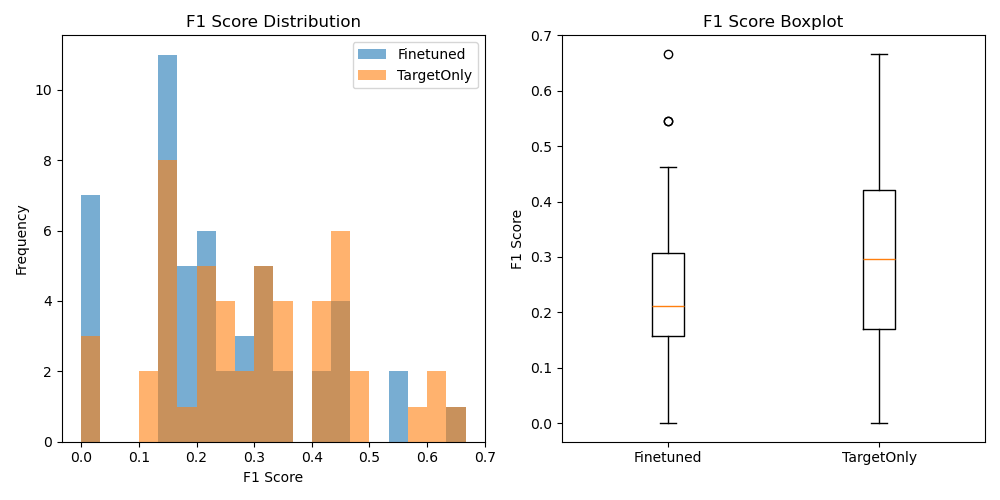 F1 Score Distribution
Finetuned
TargetOnly
10
8
6
4
2
0
Frequency
0.0 0.1 0.2 0.3 0.4 0.5 0.6 0.7
F1 Score
F1 Score Boxplot
0.7
0.6
0.5
0.4
0.3
0.2
0.1
0.0
F1 Score
Finetuned TargetOnly